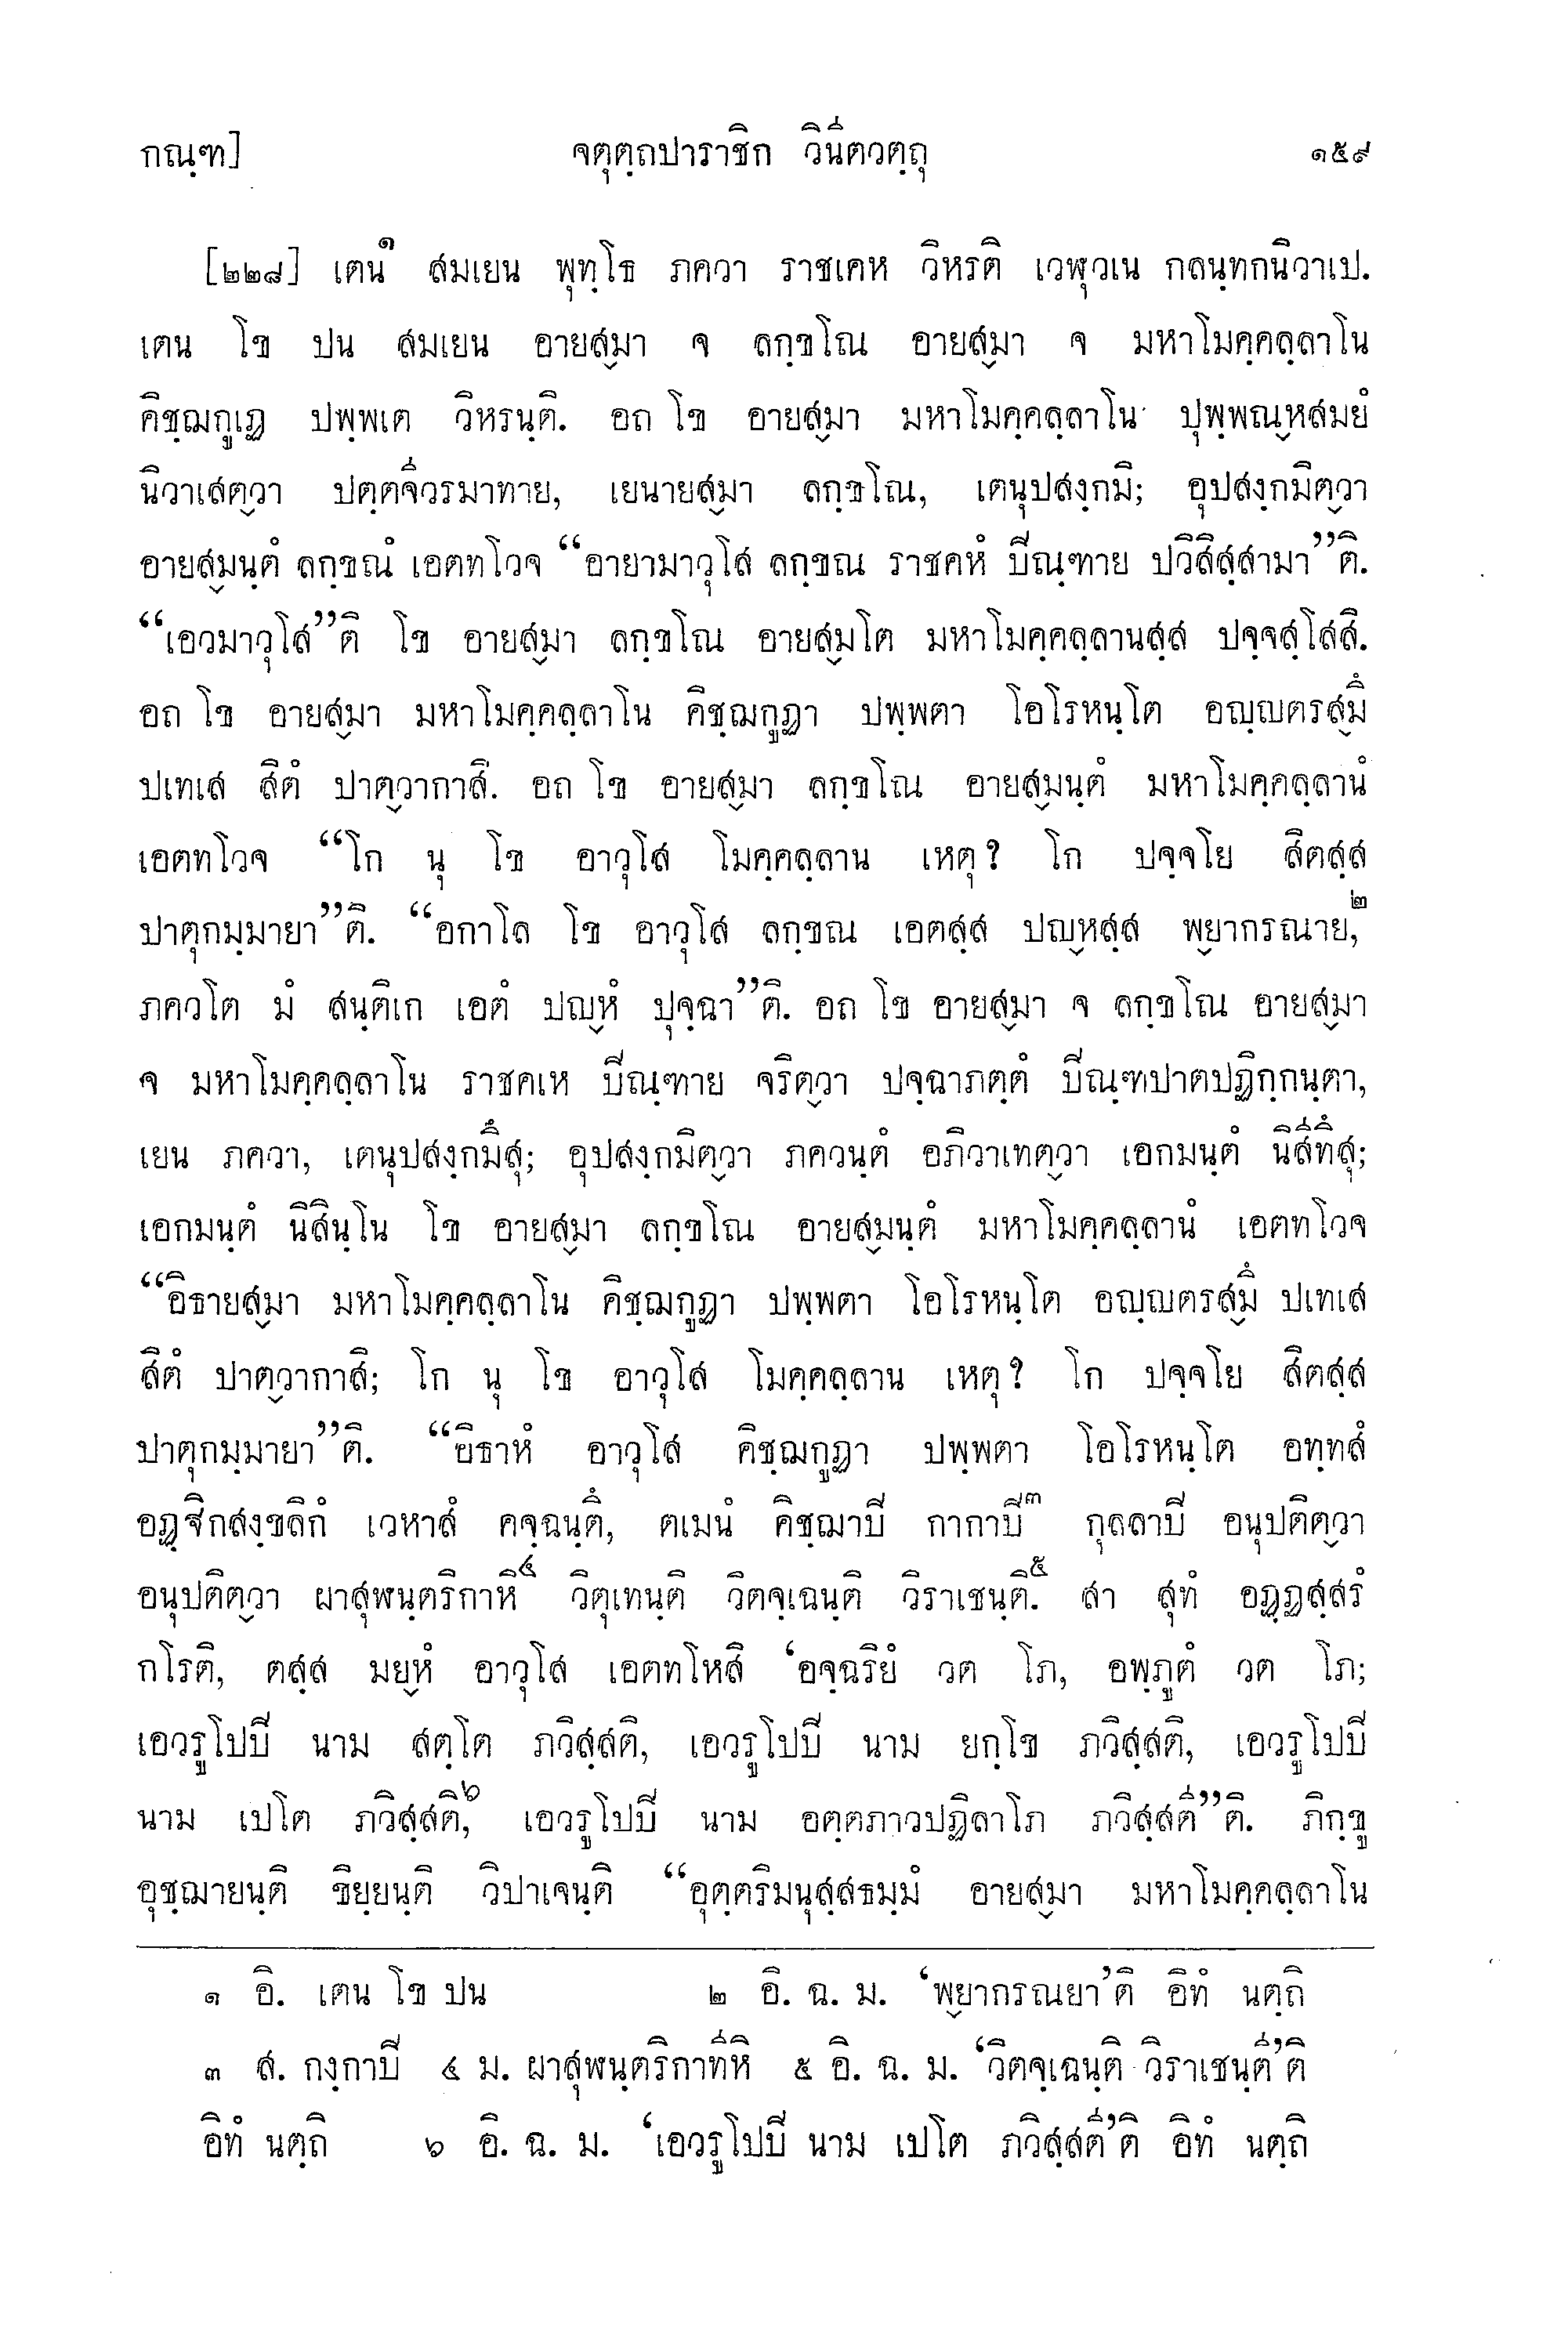 กณฺฑ] จตุตฺถปาราชิก วินีตวตฺถุ ๑๕๙
[๒๒๘] เตน๑ สมเยน พุทฺโธ ภควา ราชเคห วิหรติ เวฬุวเน กลนฺทกนิวาเป.
เตน โข ปน สมเยน อายสฺมา จ ลกฺขโณ อายสฺมา จ มหาโมคฺคลฺลาโน
คิชฺฌกูเฏ ปพฺพเต วิหรนฺติ. อถ โข อายสฺมา มหาโมคฺคลฺลาโน ปุพฺพณฺหสมยํ
นิวาเสตฺวา ปตฺตจีวรมาทาย, เยนายสฺมา ลกฺขโณ, เตนุปสงฺกมิ; อุปสงฺกมิตฺวา
อายสฺมนฺตํ ลกฺขณํ เอตทโวจ “อายามาวุโส ลกฺขณ ราชคหํ ปิณฺฑาย ปวิสิสฺสามา”ติ.
“เอวมาวุโส”ติ โข อายสฺมา ลกฺขโณ อายสฺมโต มหาโมคฺคลฺลานสฺส ปจฺจสฺโสสิ.
อถ โข อายสฺมา มหาโมคฺคลฺลาโน คิชฺฌกูฏา ปพฺพตา โอโรหนฺโต อญฺญตรสฺมึ
ปเทเส สิตํ ปาตฺวากาสิ. อถ โข อายสฺมา ลกฺขโณ อายสฺมนฺตํ มหาโมคฺคลฺลานํ
เอตทโวจ “โก นุ โข อาวุโส โมคฺคลฺลาน เหตุ? โก ปจฺจโย สิตสฺส
ปาตุกมฺมายา”ติ. “อกาโล โข อาวุโส ลกฺขณ เอตสฺส ปญฺหสฺส พฺยากรณาย,๒
ภควโต มํ สนฺติเก เอตํ ปญฺหํ ปุจฺฉา”ติ. อถ โข อายสฺมา จ ลกฺขโณ อายสฺมา
จ มหาโมคฺคลฺลาโน ราชคเห ปิณฺฑาย จริตฺวา ปจฺฉาภตฺตํ ปิณฺฑปาตปฏิกฺกนฺตา,
เยน ภควา, เตนุปสงฺกมึสุ; อุปสงฺกมิตฺวา ภควนฺตํ อภิวาเทตฺวา เอกมนฺตํ นิสีทึสุ;
เอกมนฺตํ นิสินฺโน โข อายสฺมา ลกฺขโณ อายสฺมนฺตํ มหาโมคฺคลฺลานํ เอตทโวจ
“อิธายสฺมา มหาโมคฺคลฺลาโน คิชฺฌกูฏา ปพฺพตา โอโรหนฺโต อญฺญตรสฺมึ ปเทเส
สิตํ ปาตฺวากาสิ; โก นุ โข อาวุโส โมคฺคลฺลาน เหตุ? โก ปจฺจโย สิตสฺส
ปาตุกมฺมายา”ติ. “อิธาหํ อาวุโส คิชฺฌกูฏา ปพฺพตา โอโรหนฺโต อทฺทสํ
อฏฺฐิกสงฺขลิกํ เวหาสํ คจฺฉนฺตึ, ตเมนํ คิชฺฌาปิ กากาปิ๓ กุลลาปิ อนุปติตฺวา
อนุปติตฺวา ผาสุฬนฺตริกาหิ๔ วิตุเทนฺติ วิตจฺเฉนฺติ วิราเชนฺติ.๕ สา สุทํ อฏฺฏสฺสรํ
กโรติ, ตสฺส มยฺหํ อาวุโส เอตทโหสิ ‘อจฺฉริยํ วต โภ, อพฺภูตํ วต โภ;
เอวรูโปปิ นาม สตฺโต ภวิสฺสติ, เอวรูโปปิ นาม ยกฺโข ภวิสฺสติ, เอวรูโปปิ
นาม เปโต ภวิสฺสติ,๖ เอวรูโปปิ นาม อตฺตภาวปฏิลาโภ ภวิสฺสตี”ติ. ภิกฺขู
อุชฺฌายนฺติ ขิยฺยนฺติ วิปาเจนฺติ “อุตฺตริมนุสฺสธมฺมํ อายสฺมา มหาโมคฺคลฺลาโน
๑ อิ. เตน โข ปน ๒ อิ. ฉ. ม. ‘พฺยากรณยา’ติ อิทํ นตฺถิ
๓ ส. กงฺกาปิ ๔ ม. ผาสุฬนฺตริกาทีหิ ๕ อิ. ฉ. ม. ‘วิตจฺเฉนฺติ วิราเชนฺตี’ติ
อิทํ นตฺถิ ๖ อิ. ฉ. ม. ‘เอวรูโปปิ นาม เปโต ภวิสฺสตี’ติ อิทํ นตฺถิ